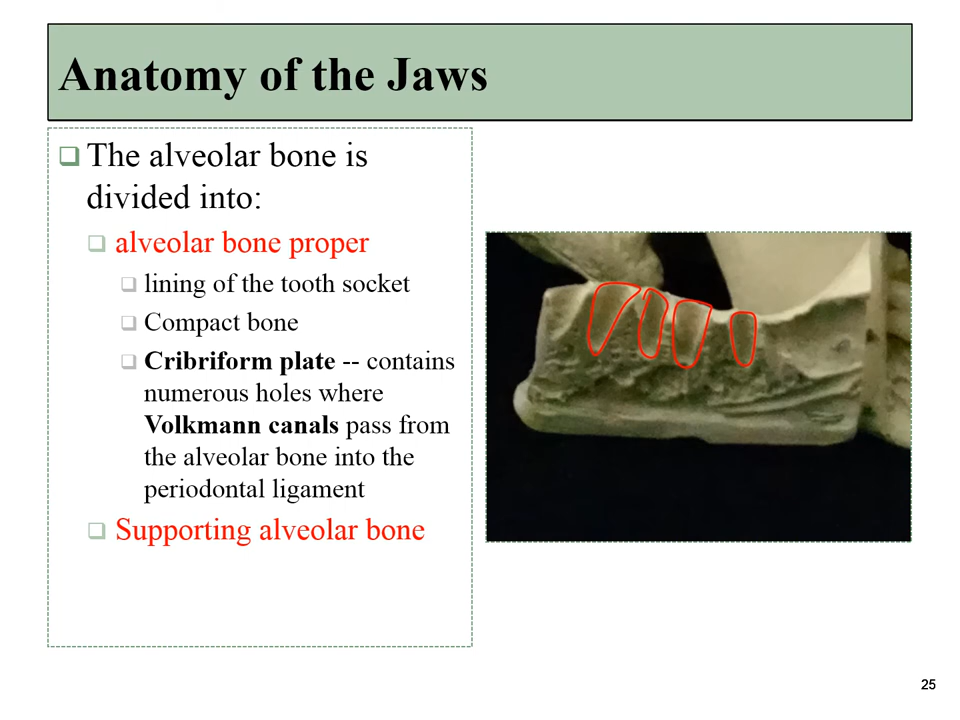 Anatomy of the Jaws
The alveolar bone is
divided into:
alveolar bone proper
lining of the tooth socket
Compact bone
Cribriform plate -- contains
numerous holes where
Volkmann canals pass from
the alveolar bone into the
periodontal ligament
Supporting alveolar bone
25